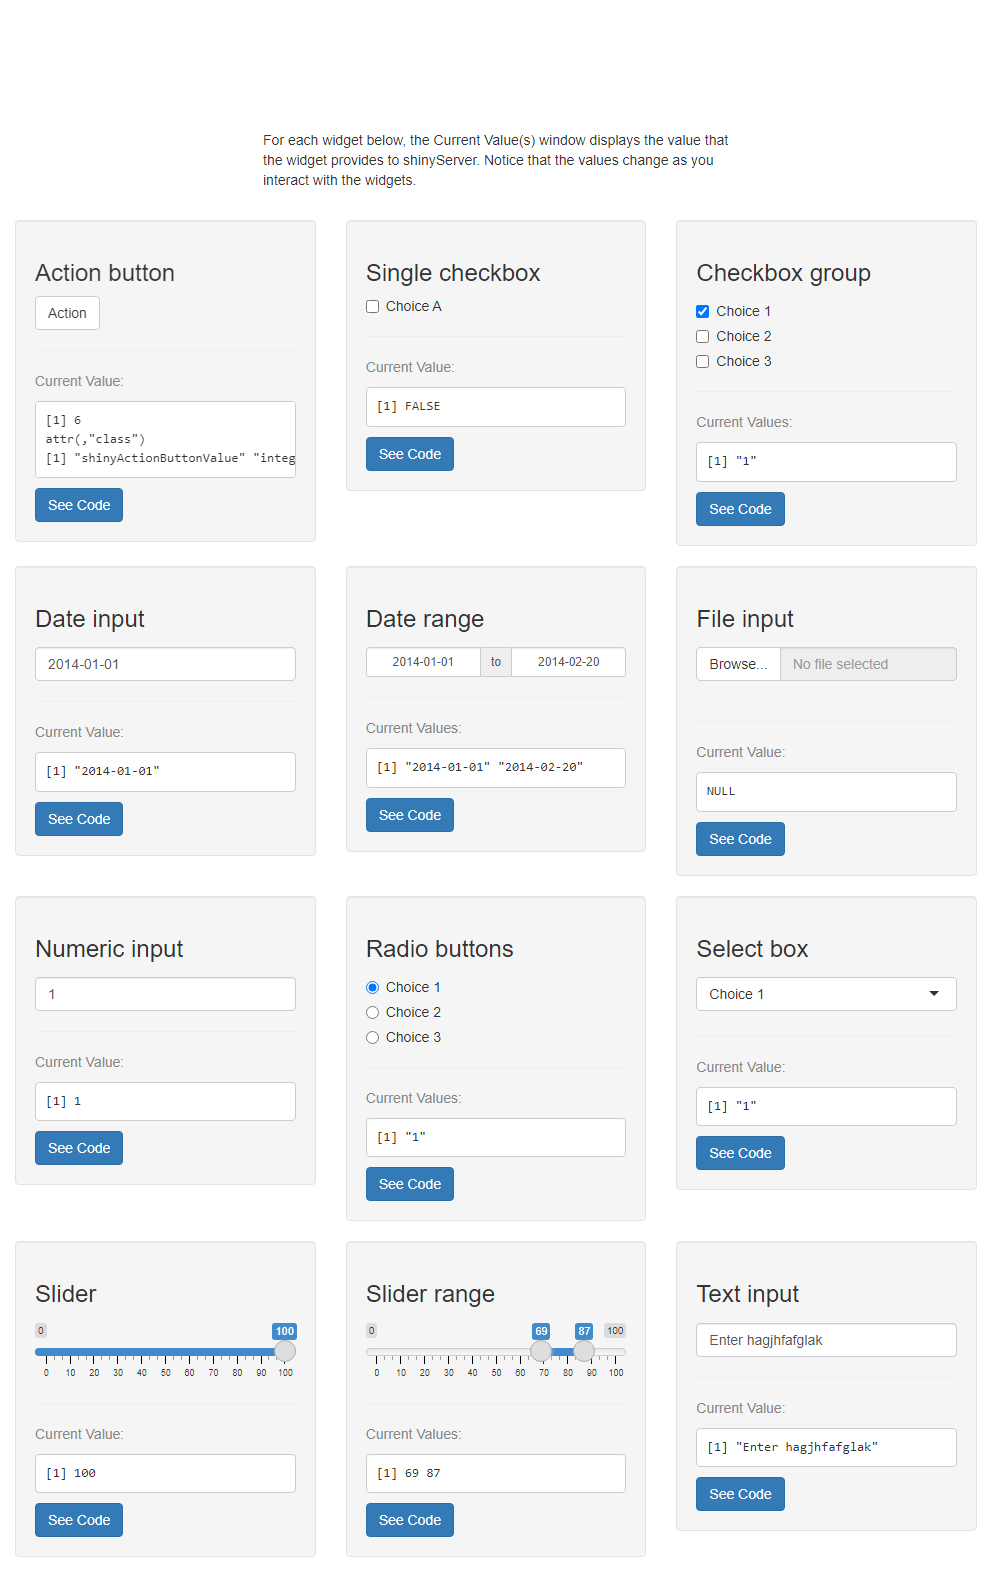 For each widget below, the Current Value(s) window displays the value that
the widget provides to shinyServer. Notice that the values change as you
interact with the widgets.
Action button
Action
Current Value:
[1] 6
attr(,"class")
[1] "shinyActionButtonValue" "integ
See Code
Single checkbox
Choice A
Current Value:
[1] FALSE
See Code
Checkbox group
Choice 1
Choice 2
Choice 3
Current Values:
[1] "1"
See Code
Date input
2014-01-01
Current Value:
[1] "2014-01-01"
See Code
Date range
2014-01-01 to 2014-02-20
Current Values:
[1] "2014-01-01" "2014-02-20"
See Code
File input
Browse... No file selected
Current Value:
NULL
See Code
Numeric input
1
Current Value:
[1] 1
See Code
Radio buttons
Choice 1
Choice 2
Choice 3
Current Values:
[1] "1"
See Code
Select box
Choice 1
Current Value:
[1] "1"
See Code
Slider
0 100
0 10 20 30 40 50 60 70 80 90 100
Current Value:
[1] 100
See Code
Slider range
0 69 87 100
0 10 20 30 40 50 60 70 80 90 100
Current Values:
[1] 69 87
See Code
Text input
Enter hagjhfafglak
Current Value:
[1] "Enter hagjhfafglak"
See Code